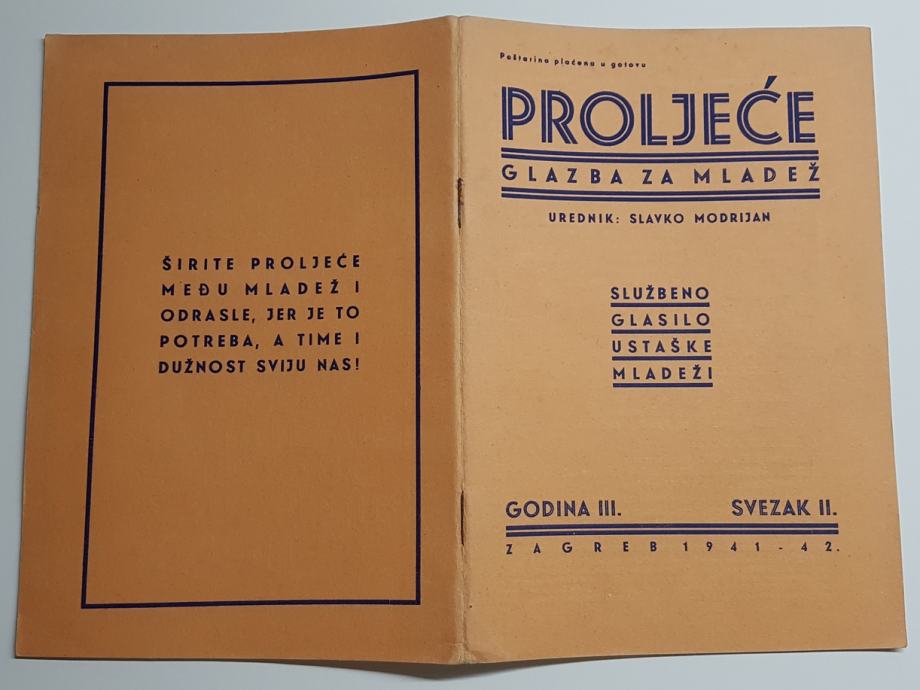 ŠIRITE PROLJEĆE
MEĐU MLADEŽ I
ODRASLE, JER JE TO
POTREBA, A TIME I
DUŽNOST SVIJU NAS!
Poštarina plaćena u gotovu
PROLJEĆE
GLAZBA ZA MLADEŽ
UREDNIK: SLAVKO MODRIJAN
SLUŽBENO
GLASILO
USTAŠKE
MLADEŽI
GODINA III. SVEZAK II.
ZAGREB 1941-42.